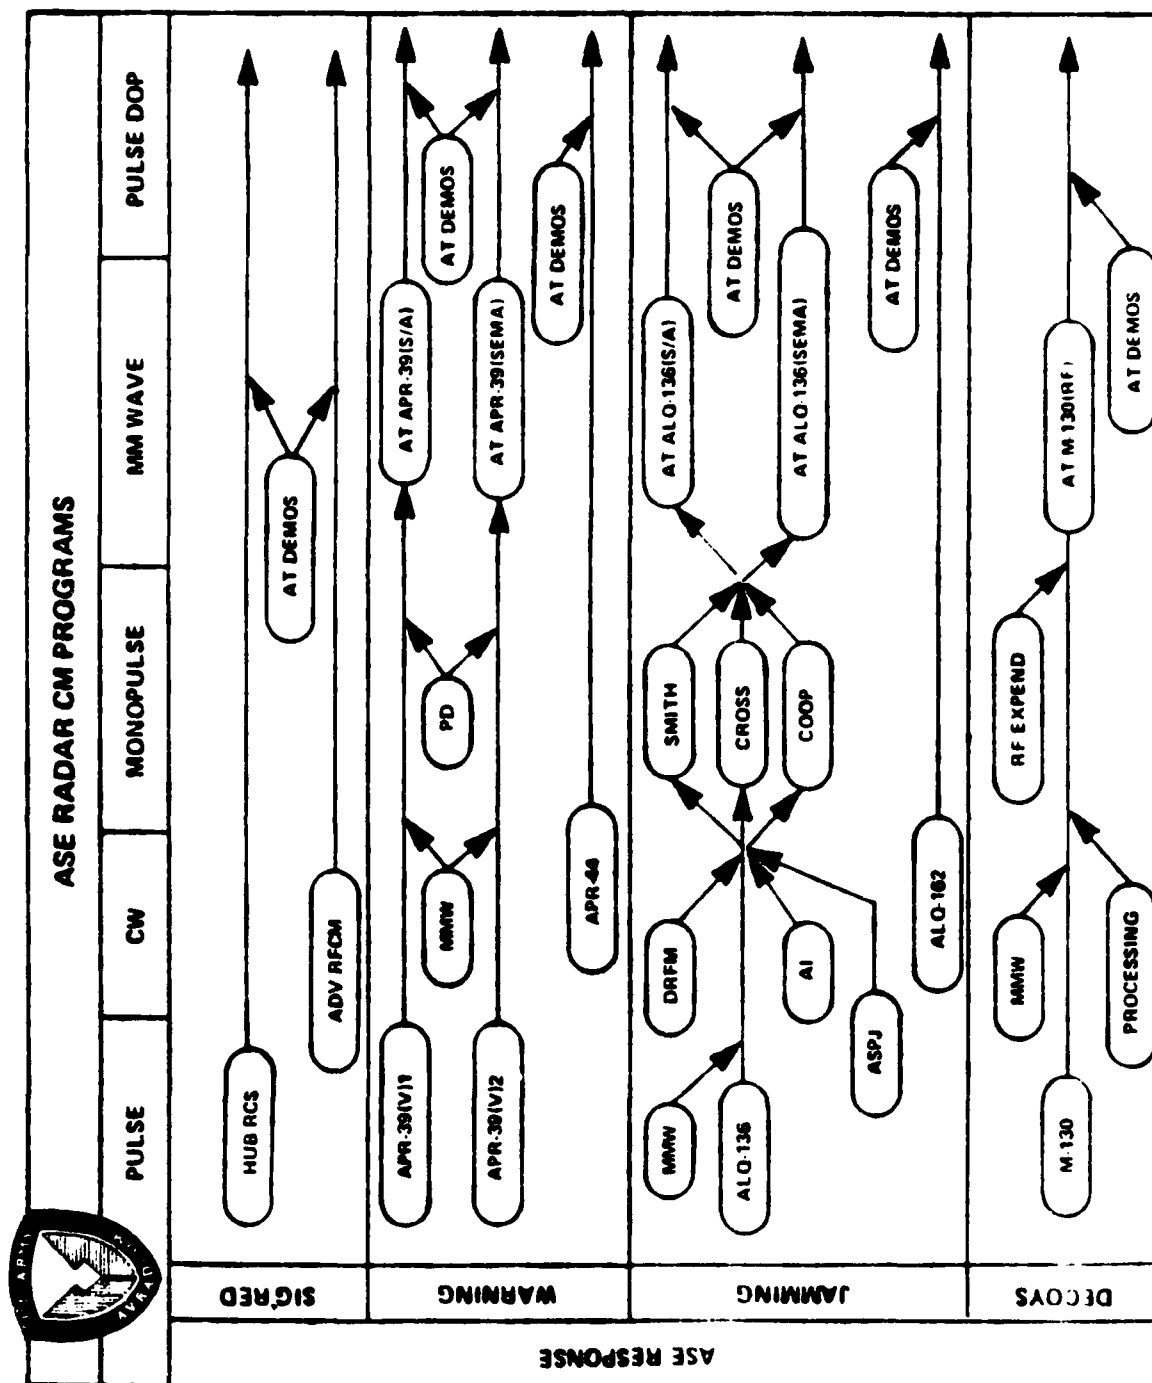 ASE RADAR CM PROGRAMS
PULSE
CW
MONOPULSE
MM WAVE
PULSE DOP
ASE RESPONSE
SIG'RED
HUB RCS
ADV RFCM
AT DEMOS
WARNING
APR-39(V)1
APR-39(V)2
MMW
PD
AT APR-39(S/A)
AT APR-39(SEMA)
AT DEMOS
APR-44
AT DEMOS
JAMMING
MMW
ALQ-136
DRFM
AI
ASPJ
SMITH
CROSS
COOP
AT ALQ-136(S/A)
AT ALQ-136(SEMA)
AT DEMOS
ALQ-162
AT DEMOS
DECOYS
M-130
MMW
PROCESSING
RF EXPEND
AT M-130(RF)
AT DEMOS